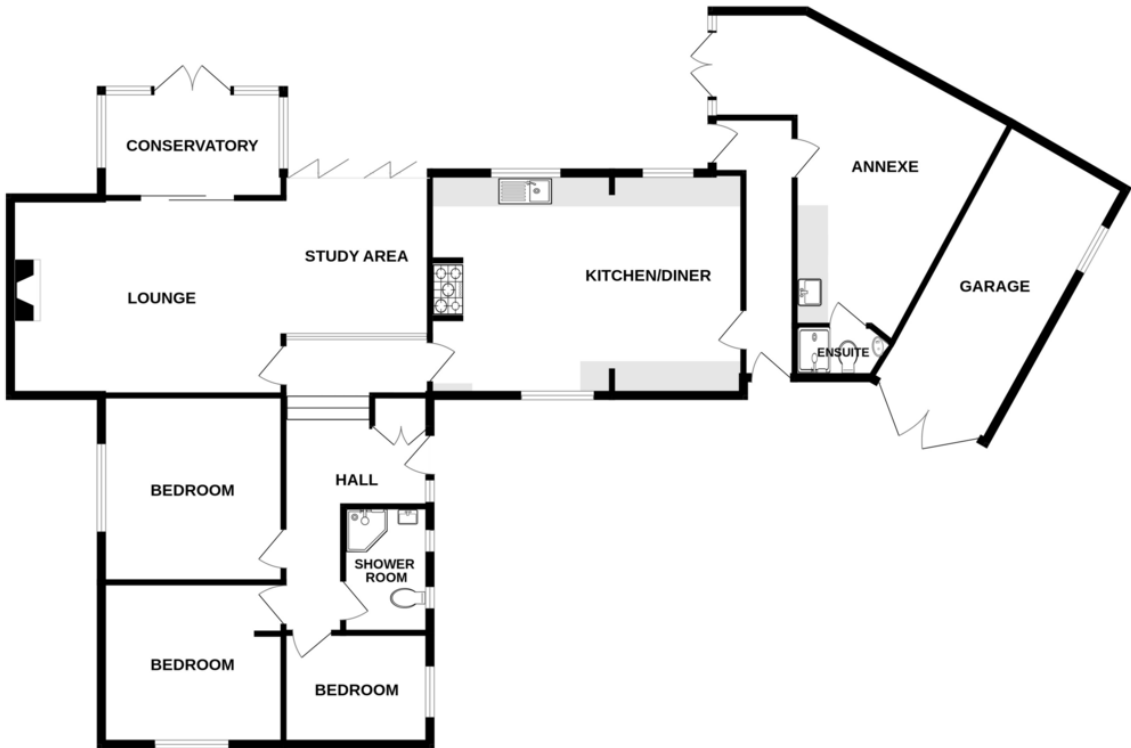 CONSERVATORY
ANNEXE
STUDY AREA
KITCHEN/DINER
GARAGE
LOUNGE
ENSUITE
HALL
BEDROOM
SHOWER
ROOM
BEDROOM
BEDROOM